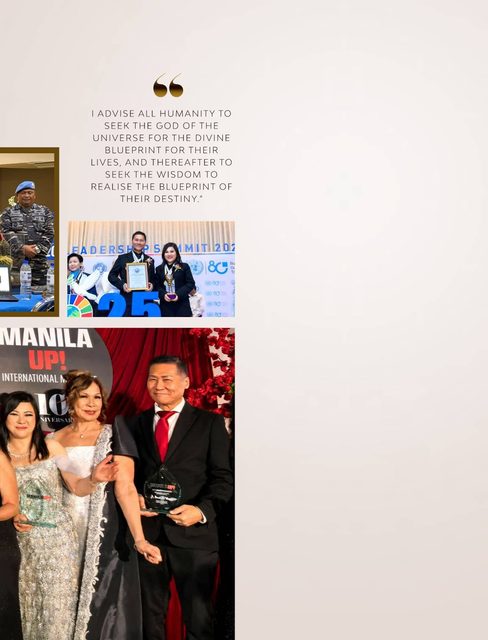 “
I ADVISE ALL HUMANITY TO
SEEK THE GOD OF THE
UNIVERSE FOR THE DIVINE
BLUEPRINT FOR THEIR
LIVES, AND THEREAFTER TO
SEEK THE WISDOM TO
REALISE THE BLUEPRINT OF
THEIR DESTINY.”
EADERSHIP S MMIT 202
25
MANILA
UP!
INTERNATIONAL M